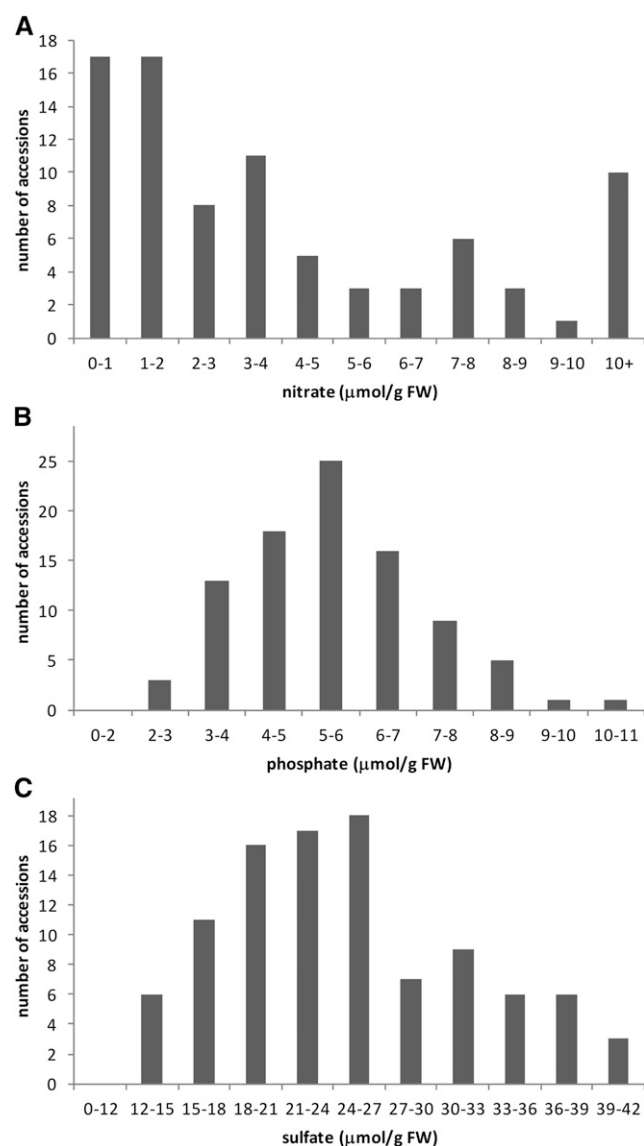 A
number of accessions
18
16
14
12
10
8
6
4
2
0
0-1 1-2 2-3 3-4 4-5 5-6 6-7 7-8 8-9 9-10 10+
nitrate (μmol/g FW)
B
number of accessions
25
20
15
10
5
0
0-2 2-3 3-4 4-5 5-6 6-7 7-8 8-9 9-10 10-11
phosphate (μmol/g FW)
C
number of accessions
18
16
14
12
10
8
6
4
2
0
0-12 12-15 15-18 18-21 21-24 24-27 27-30 30-33 33-36 36-39 39-42
sulfate (μmol/g FW)